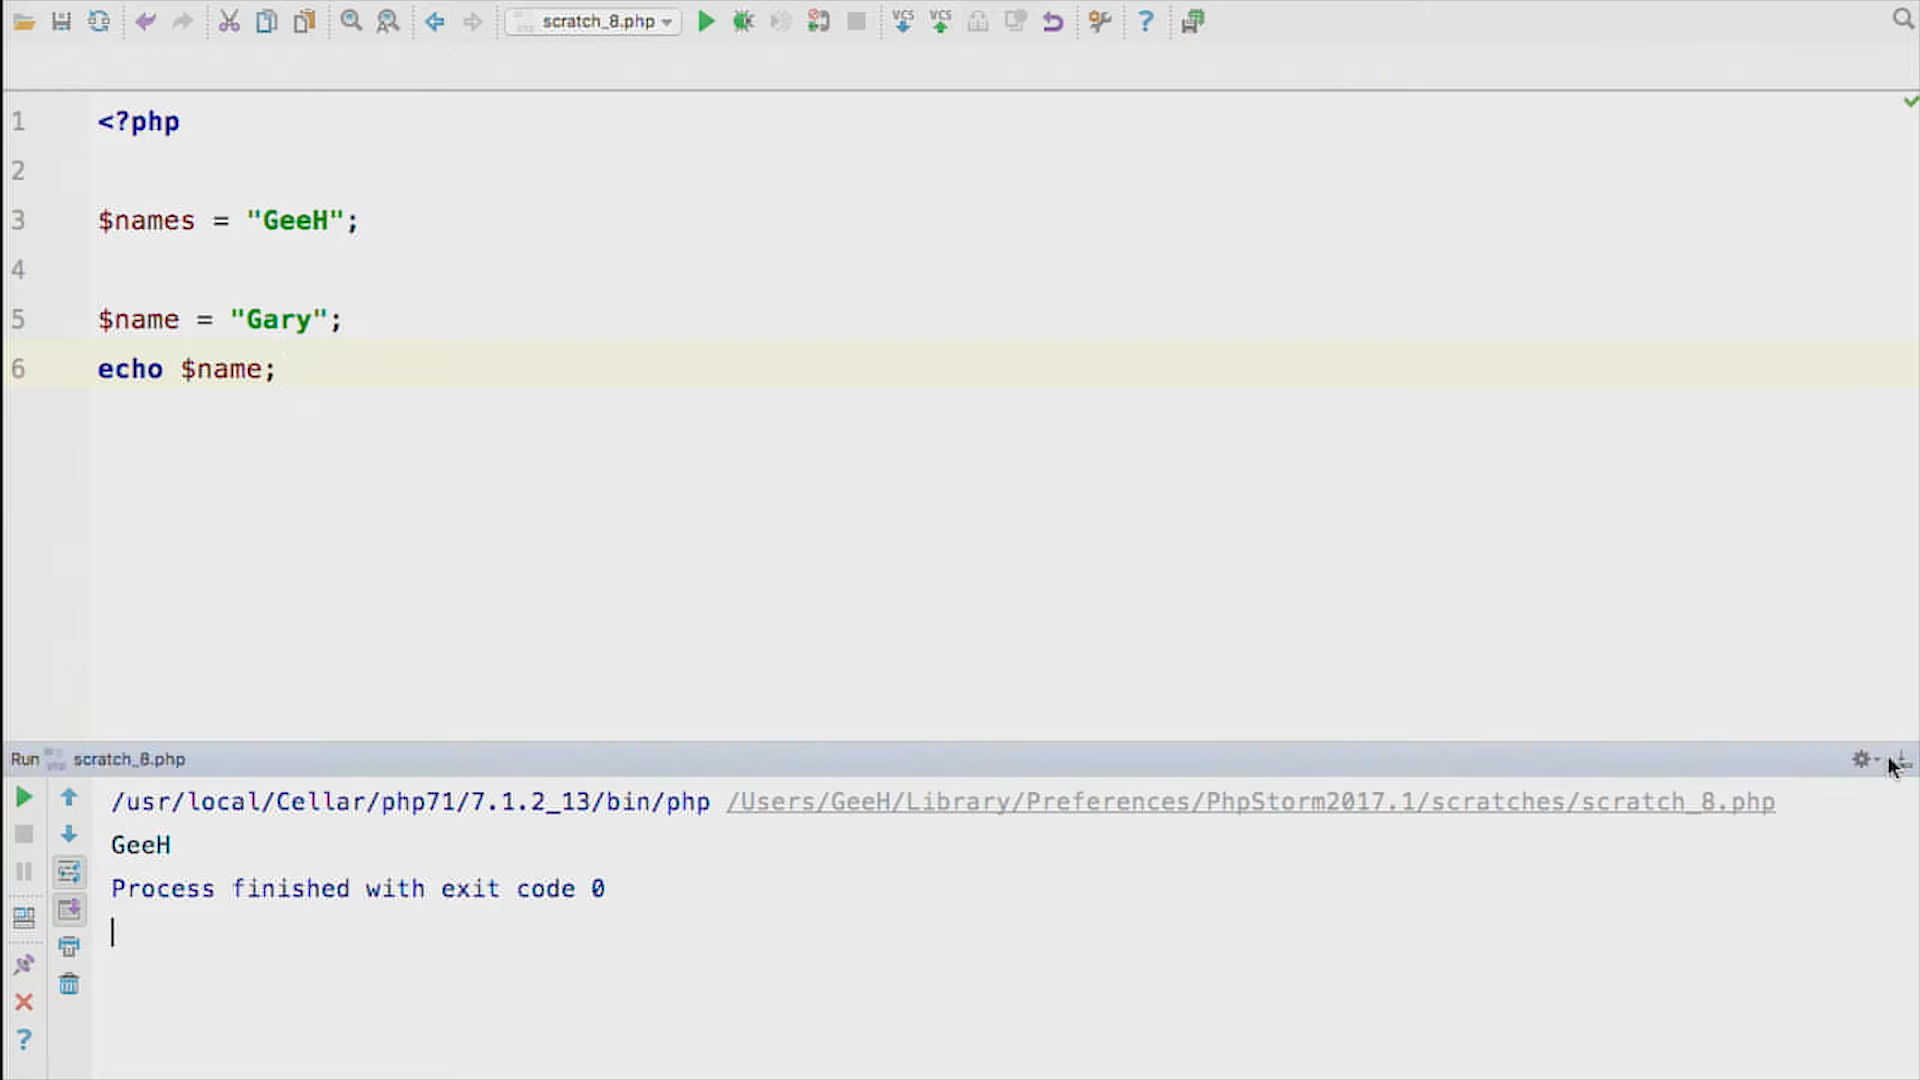 scratch_8.php
VCS VCS
1 <?php
2
3 $names = "GeeH";
4
5 $name = "Gary";
6 echo $name;
Run scratch_8.php
/usr/local/Cellar/php71/7.1.2_13/bin/php /Users/GeeH/Library/Preferences/PhpStorm2017.1/scratches/scratch_8.php
GeeH
Process finished with exit code 0